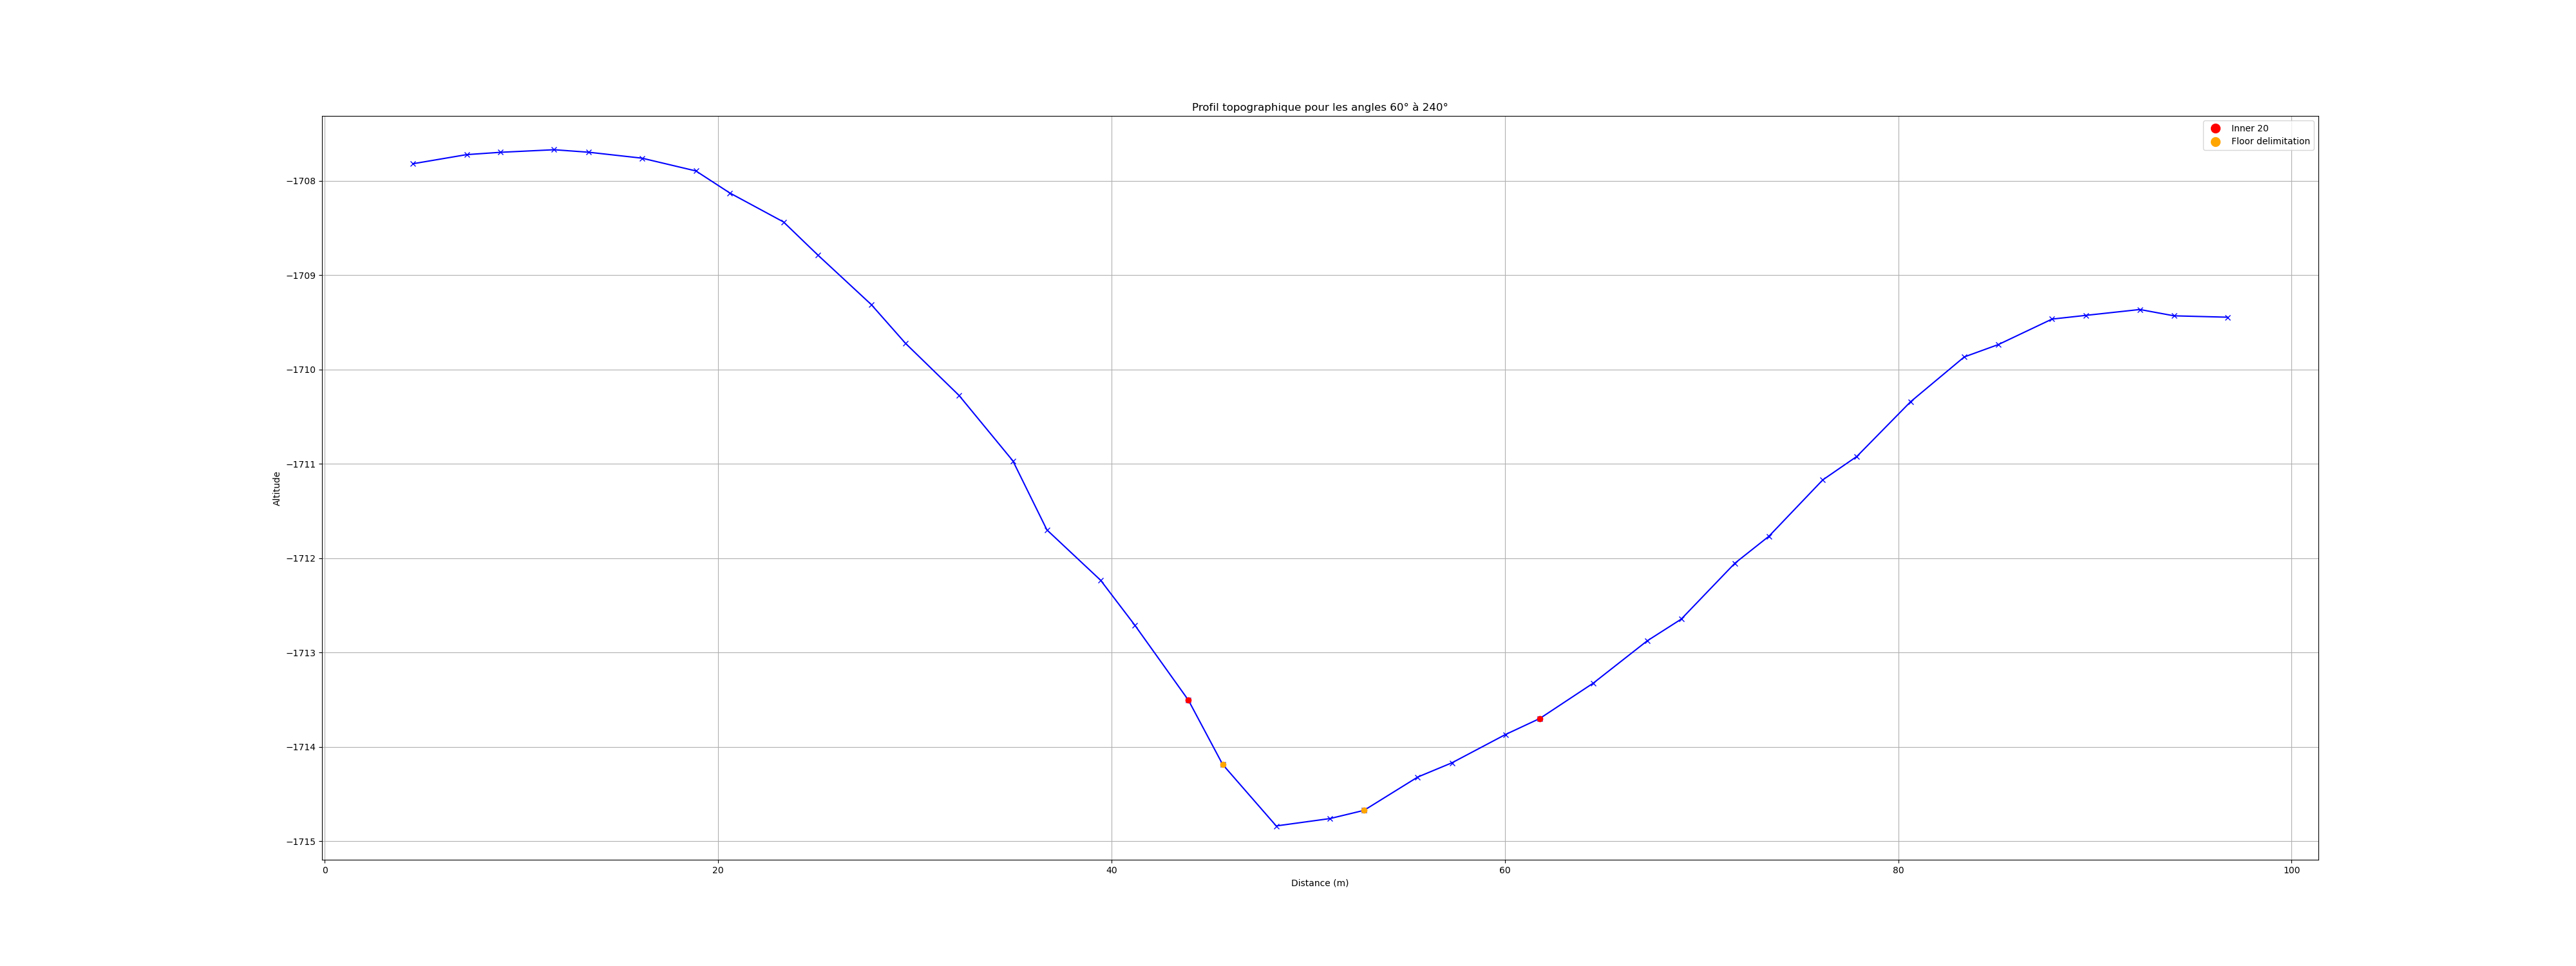 Profil topographique pour les angles 60° à 240°
Inner 20
Floor delimitation
−1708
−1709
−1710
−1711
−1712
−1713
−1714
−1715
Altitude
0
20
40
60
80
100
Distance (m)